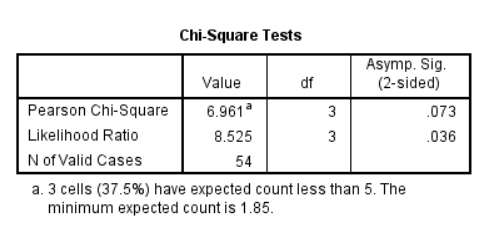 Chi-Square Tests
Value df Asymp. Sig. (2-sided)
Pearson Chi-Square 6.961a 3 .073
Likelihood Ratio 8.525 3 .036
N of Valid Cases 54
a. 3 cells (37.5%) have expected count less than 5. The
minimum expected count is 1.85.